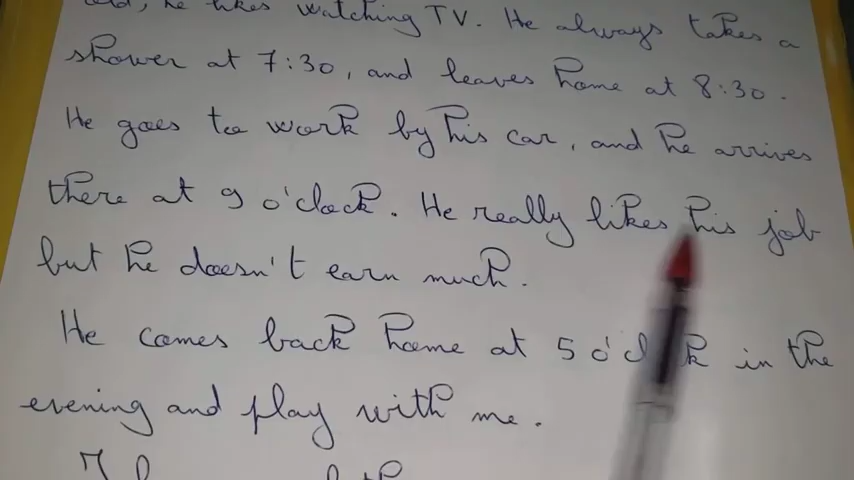 he likes watching TV. He always takes a
shower at 7:30, and leaves home at 8:30.
He goes to work by his car, and he arrives
there at 9 o'clock. He really likes his job
but he doesn't earn much.
He comes back home at 5 in the
evening and play with me.